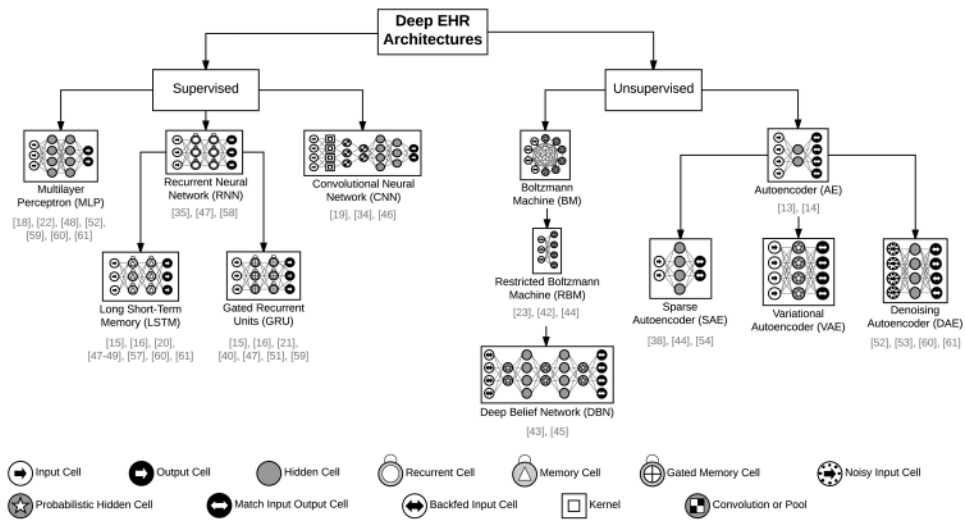 Deep EHR
Architectures
Supervised
Unsupervised
Multilayer
Perceptron (MLP)
[18], [22], [48], [52],
[59], [60], [61]
Recurrent Neural
Network (RNN)
[35], [47], [58]
Convolutional Neural
Network (CNN)
[19], [34], [46]
Boltzmann
Machine (BM)
Autoencoder (AE)
[13], [14]
Long Short-Term
Memory (LSTM)
[15], [16], [20],
[47-49], [57], [60], [61]
Gated Recurrent
Units (GRU)
[15], [16], [21],
[40], [47], [51], [59]
Restricted Boltzmann
Machine (RBM)
[23], [42], [44]
Sparse
Autoencoder (SAE)
[38], [44], [54]
Variational
Autoencoder (VAE)
Denoising
Autoencoder (DAE)
[52], [53], [60], [61]
Deep Belief Network (DBN)
[43], [45]
Input Cell
Output Cell
Hidden Cell
Recurrent Cell
Memory Cell
Gated Memory Cell
Noisy Input Cell
Probabilistic Hidden Cell
Match Input Output Cell
Backfed Input Cell
Kernel
Convolution or Pool